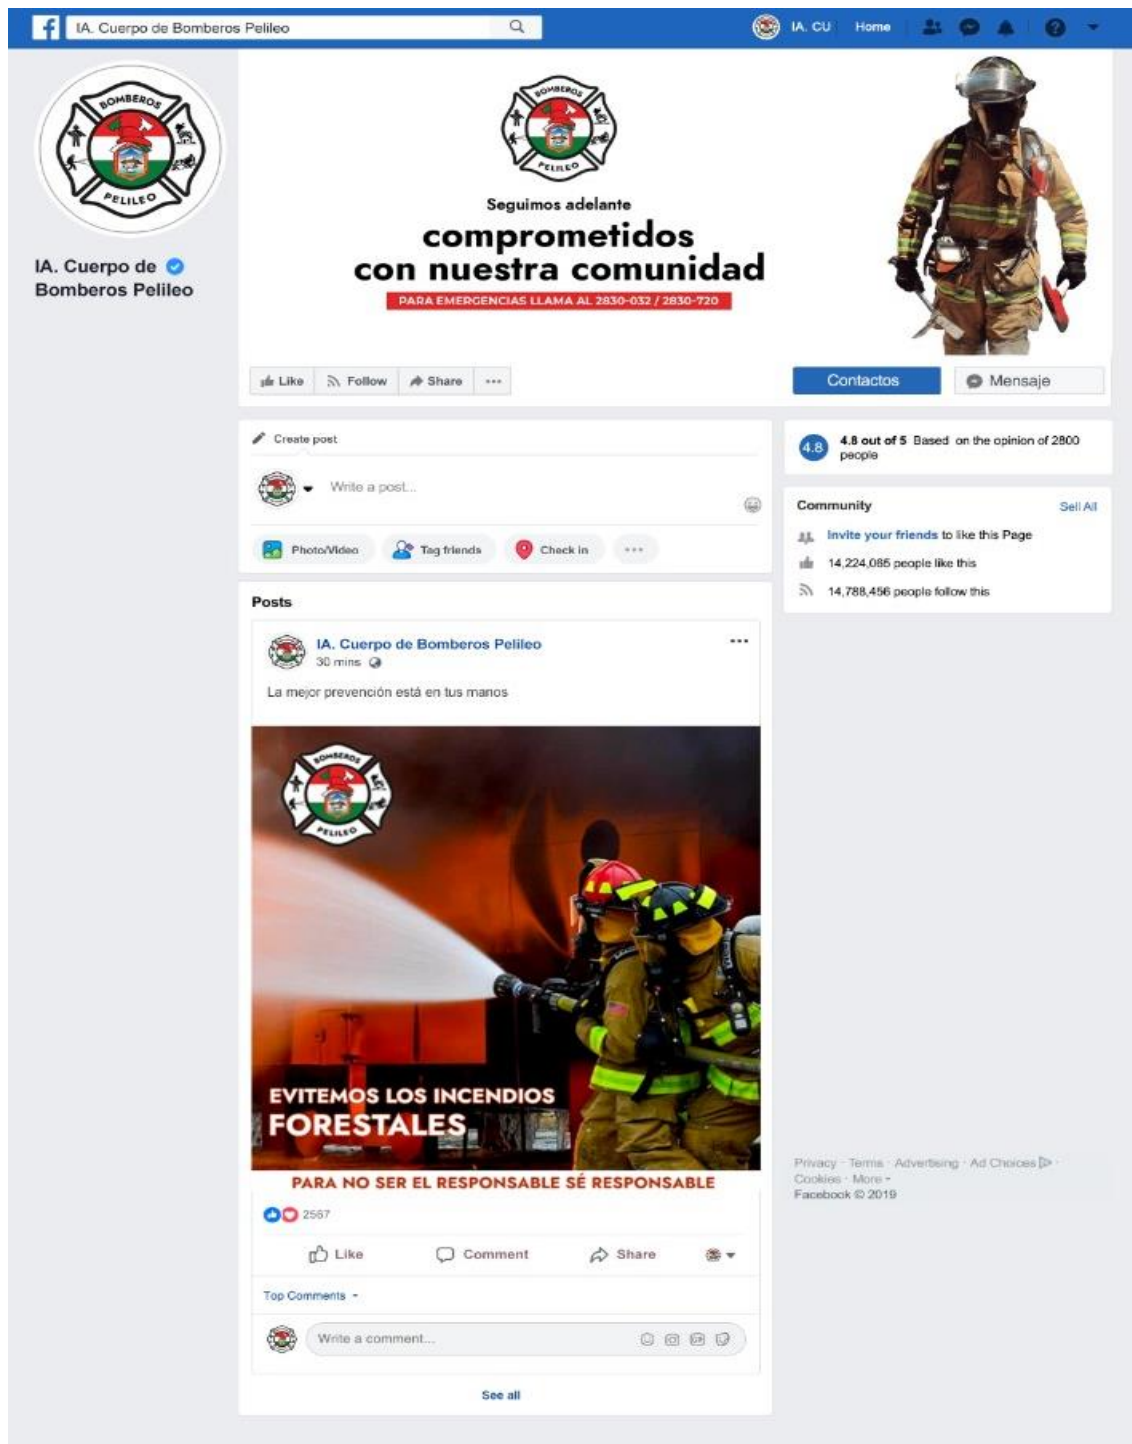 IA. Cuerpo de Bomberos Pelileo
IA. CU
Home
BOMBEROS
PELILEO
IA. Cuerpo de
Bomberos Pelileo
BOMBEROS
PELILEO
Seguimos adelante
comprometidos
con nuestra comunidad
PARA EMERGENCIAS LLAMA AL 2830-032 / 2830-720
Like
Follow
Share
Contactos
Mensaje
Create post
Write a post...
Photo/Video
Tag friends
Check in
4.8
4.8 out of 5 Based on the opinion of 2800
people
Community
Sell All
Invite your friends to like this Page
14,224,065 people like this
14,788,456 people follow this
Posts
IA. Cuerpo de Bomberos Pelileo
30 mins
La mejor prevención está en tus manos
BOMBEROS
PELILEO
EVITEMOS LOS INCENDIOS
FORESTALES
PARA NO SER EL RESPONSABLE SÉ RESPONSABLE
2567
Like
Comment
Share
Top Comments
Write a comment...
See all
Privacy · Terms · Advertising · Ad Choices ·
Cookies · More
Facebook © 2019